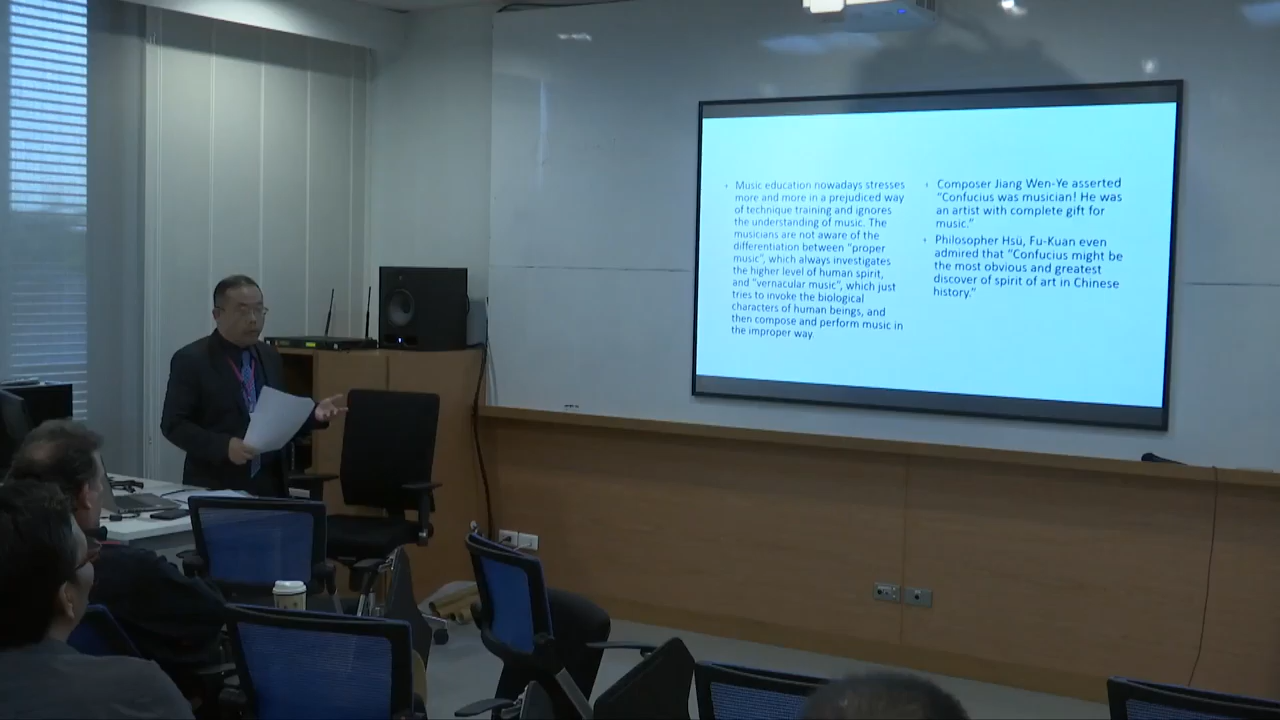 Music education nowadays stresses
more and more in a prejudiced way
of technique training and ignores
the understanding of music. The
musicians are not aware of the
differentiation between "proper
music", which always investigates
the higher level of human spirit,
and "vernacular music", which just
tries to invoke the biological
characters of human beings, and
then compose and perform music in
the improper way.
Composer Jiang Wen-Ye asserted
"Confucius was musician! He was
an artist with complete gift for
music."
Philosopher Hsü, Fu-Kuan even
admired that "Confucius might be
the most obvious and greatest
discover of spirit of art in Chinese
history."